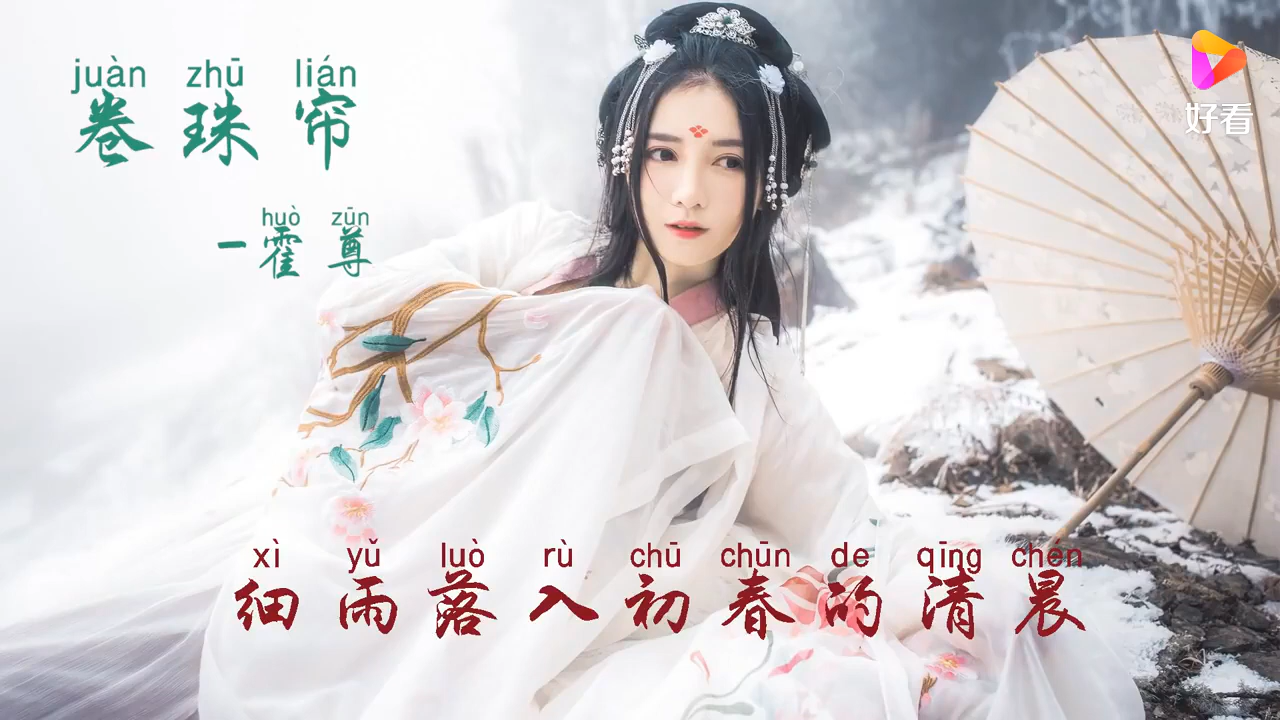 juàn zhū lián
卷珠帘
huò zūn
一霍尊
好看
xì yǔ luò rù chū chūn de qīng chén
细雨落入初春的清晨